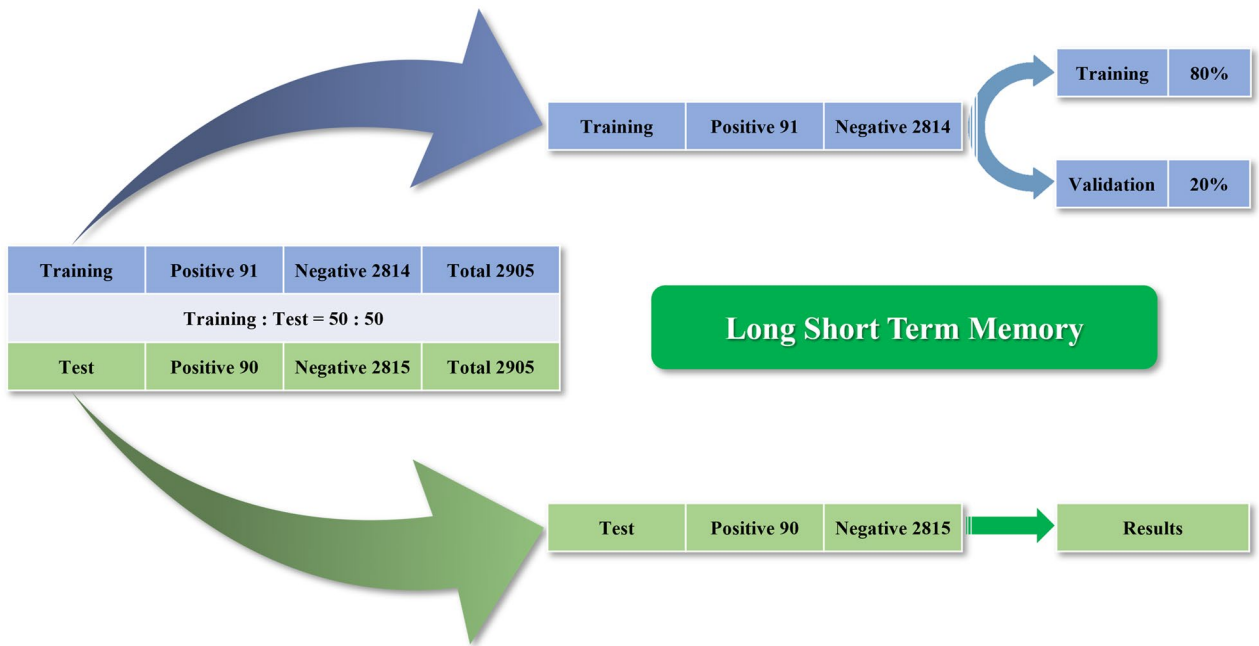 Training 80%
Training Positive 91 Negative 2814
Validation 20%
Training Positive 91 Negative 2814 Total 2905
Training : Test = 50 : 50
Test Positive 90 Negative 2815 Total 2905
Long Short Term Memory
Test Positive 90 Negative 2815 Results